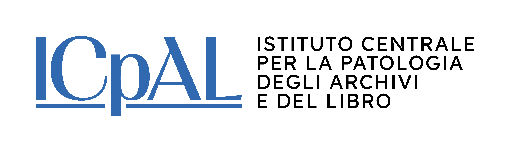 ICpAL
ISTITUTO CENTRALE
PER LA PATOLOGIA
DEGLI ARCHIVI
E DEL LIBRO